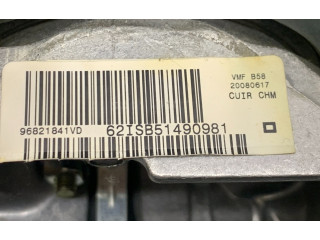 VMF B58
20080617
CUIR CHM
96821841VD
62ISB51490981
D